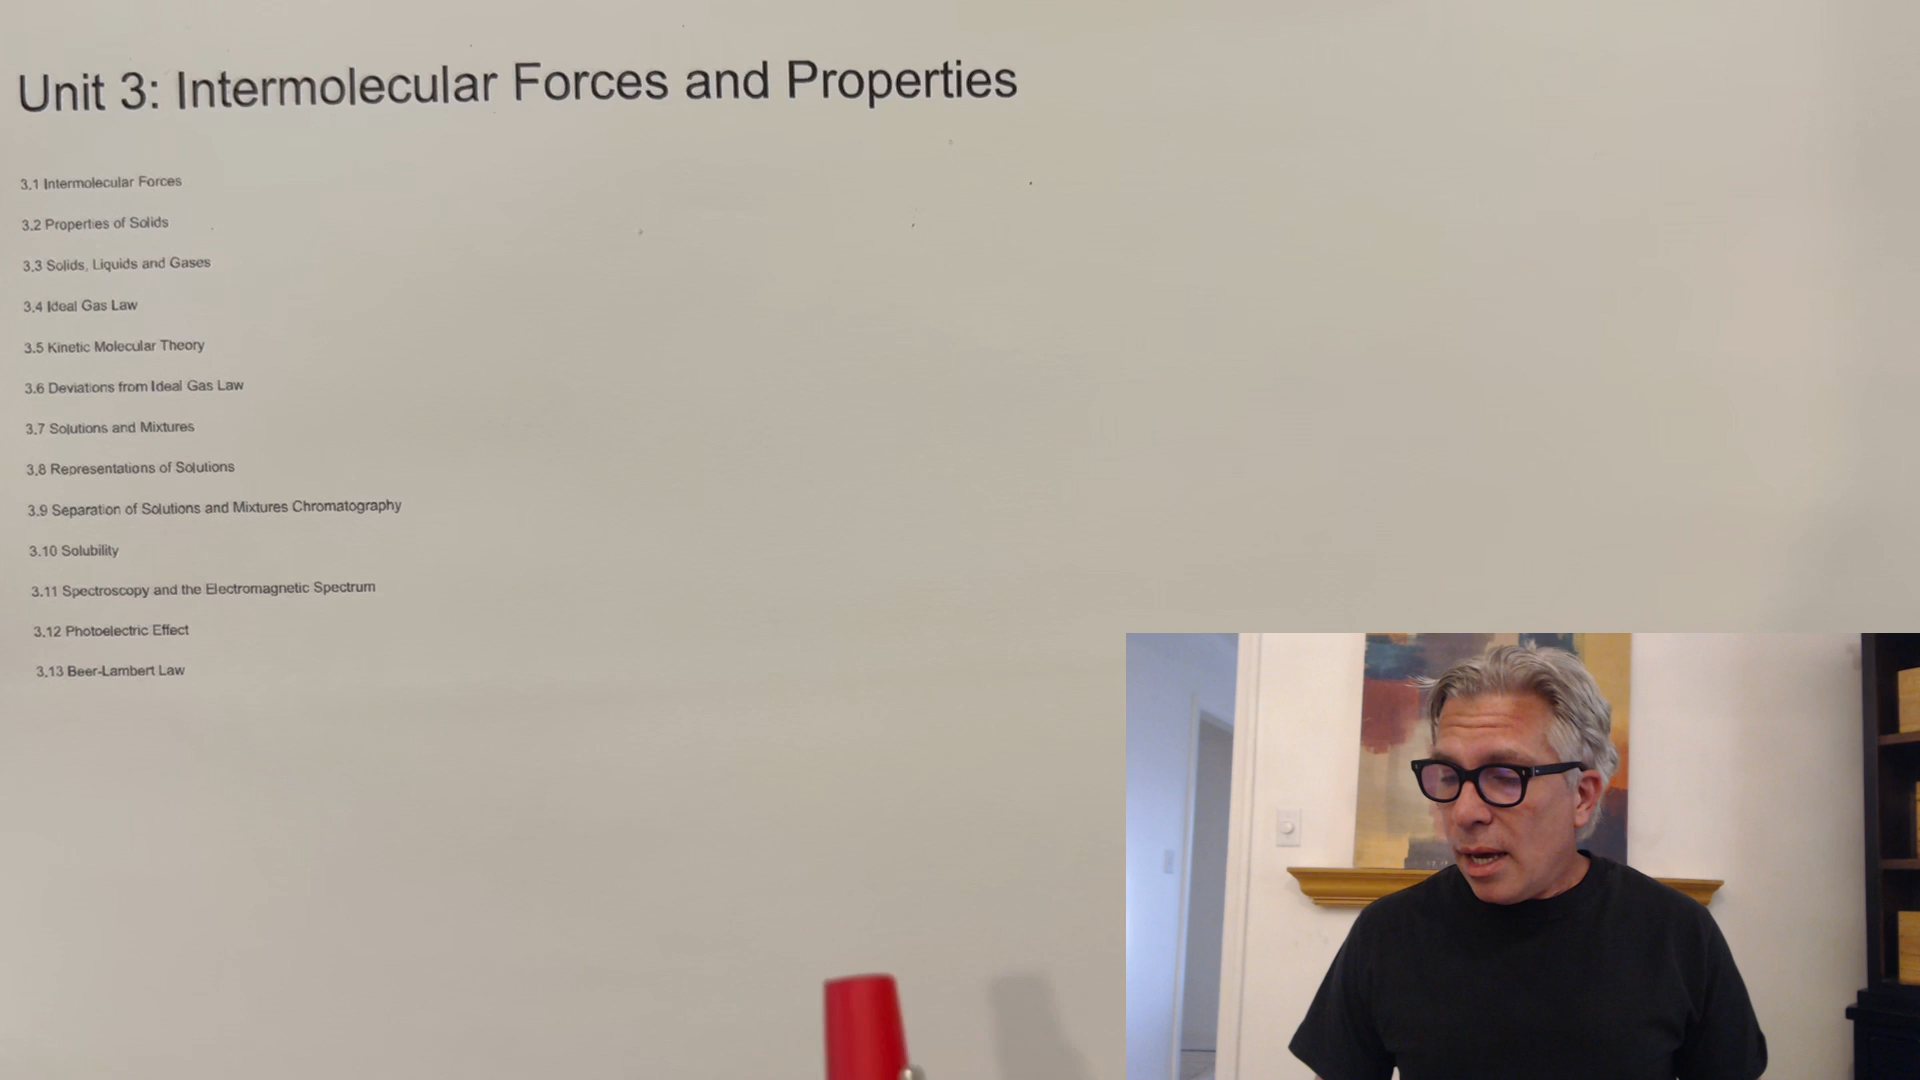 Unit 3: Intermolecular Forces and Properties
3.1 Intermolecular Forces
3.2 Properties of Solids
3.3 Solids, Liquids and Gases
3.4 Ideal Gas Law
3.5 Kinetic Molecular Theory
3.6 Deviations from Ideal Gas Law
3.7 Solutions and Mixtures
3.8 Representations of Solutions
3.9 Separation of Solutions and Mixtures Chromatography
3.10 Solubility
3.11 Spectroscopy and the Electromagnetic Spectrum
3.12 Photoelectric Effect
3.13 Beer-Lambert Law